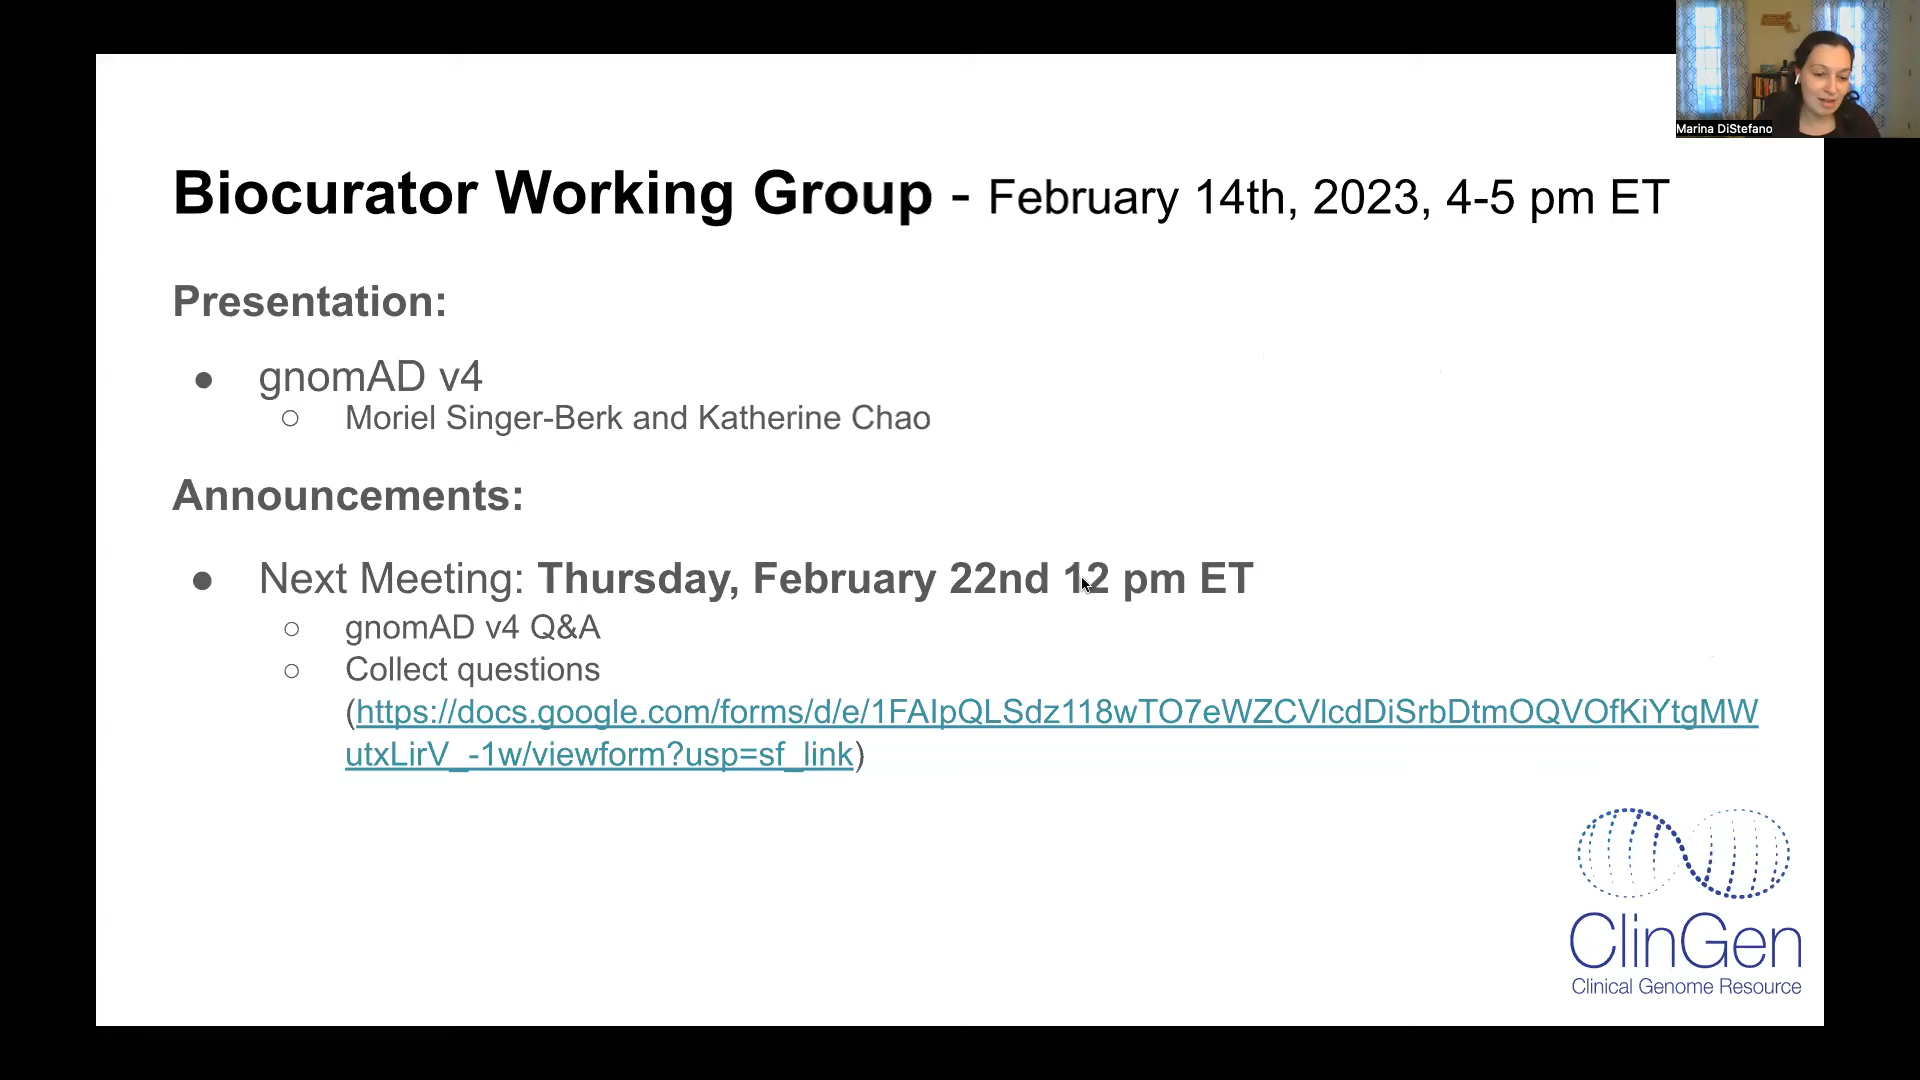 Marina DiStefano
Biocurator Working Group - February 14th, 2023, 4-5 pm ET
Presentation:
● gnomAD v4
○ Moriel Singer-Berk and Katherine Chao
Announcements:
● Next Meeting: Thursday, February 22nd 12 pm ET
○ gnomAD v4 Q&A
○ Collect questions
(https://docs.google.com/forms/d/e/1FAIpQLSdz118wTO7eWZCVlcdDiSrbDtmOQVOfKiYtgMW
utxLirV_-1w/viewform?usp=sf_link)
ClinGen
Clinical Genome Resource